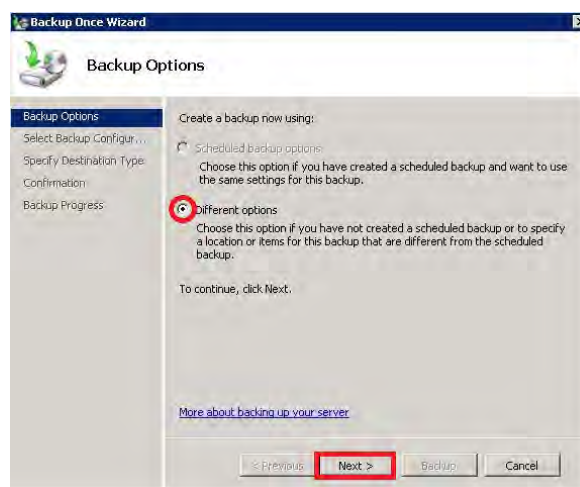 Backup Once Wizard
Backup Options
Backup Options
Select Backup Configur...
Specify Destination Type
Confirmation
Backup Progress
Create a backup now using:
Scheduled backup options
Choose this option if you have created a scheduled backup and want to use
the same settings for this backup.
Different options
Choose this option if you have not created a scheduled backup or to specify
a location or items for this backup that are different from the scheduled
backup.
To continue, click Next.
More about backing up your server
< Previous Next > Backup Cancel